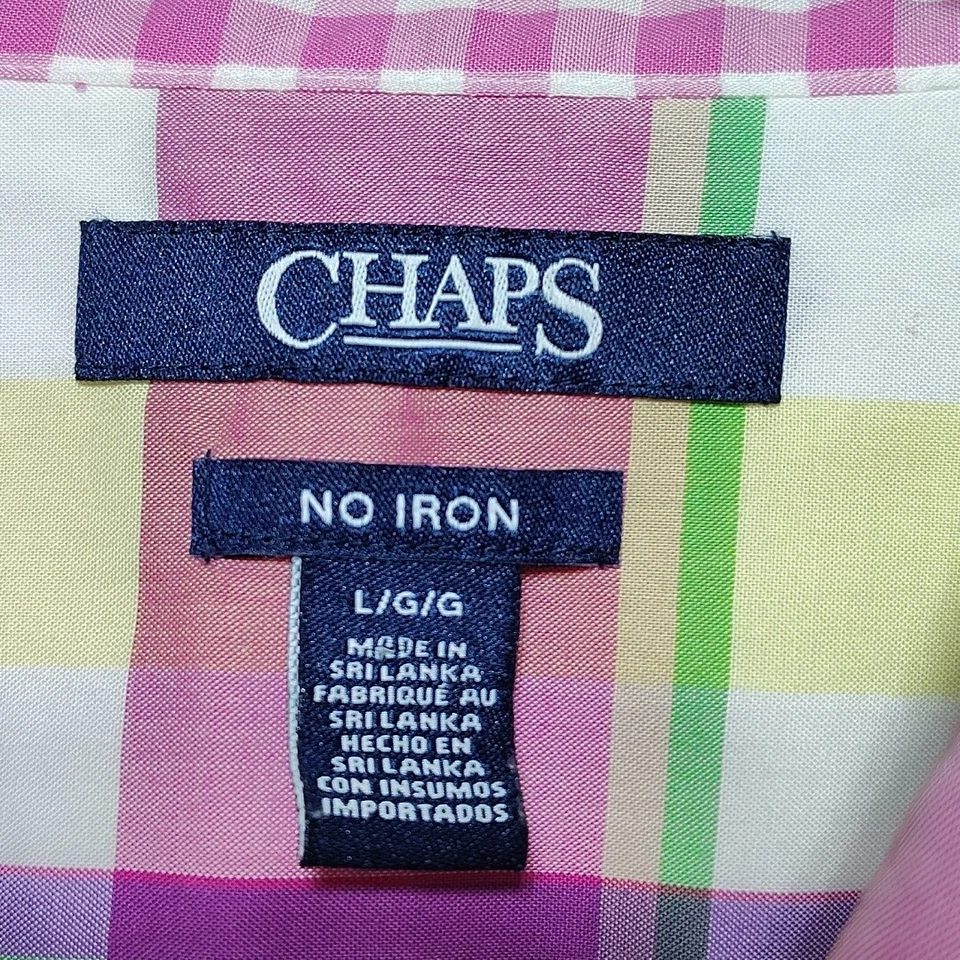 CHAPS
NO IRON
L/G/G
MADE IN
SRI LANKA
FABRIQUÉ AU
SRI LANKA
HECHO EN
SRI LANKA
CON INSUMOS
IMPORTADOS